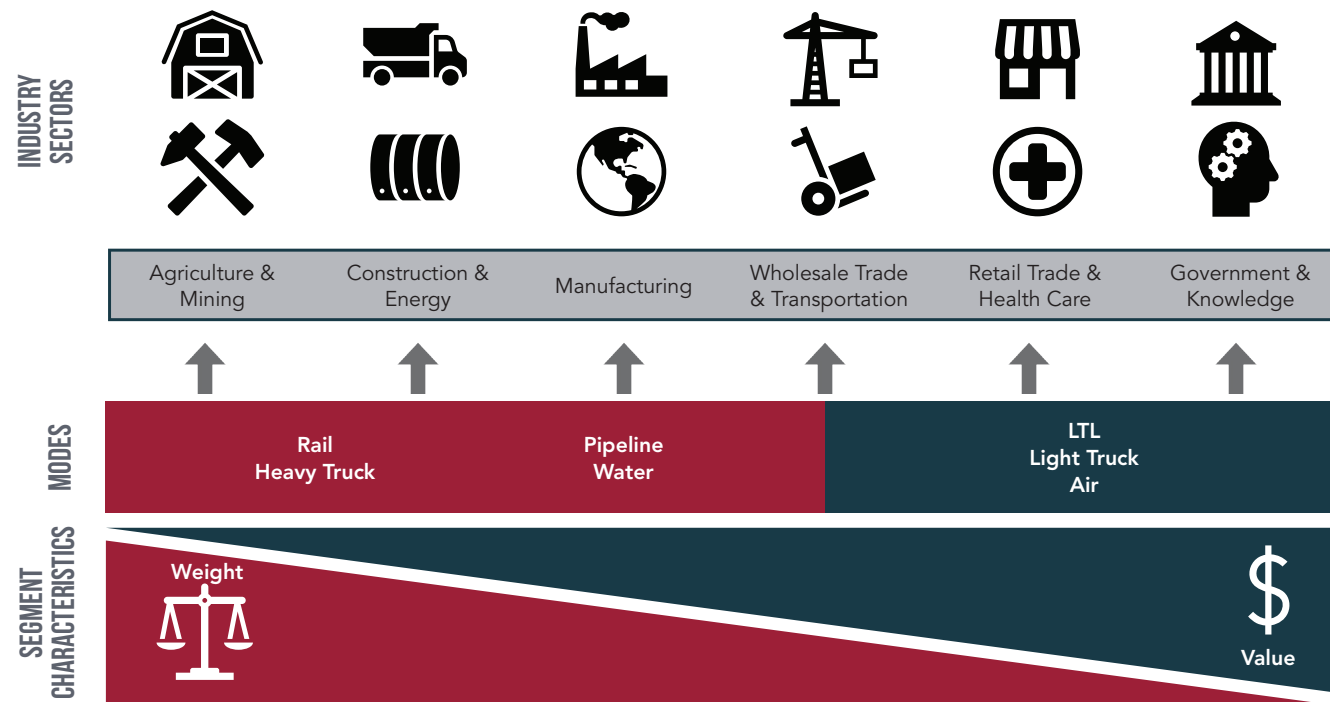 INDUSTRY
SECTORS
Agriculture &
Mining
Construction &
Energy
Manufacturing
Wholesale Trade
& Transportation
Retail Trade &
Health Care
Government &
Knowledge
MODES
Rail
Heavy Truck
Pipeline
Water
LTL
Light Truck
Air
SEGMENT
CHARACTERISTICS
Weight
$
Value